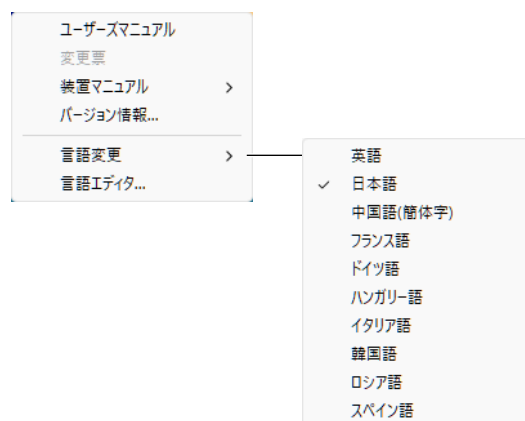 ユーザーズマニュアル
変更票
装置マニュアル
バージョン情報...
言語変更
言語エディタ...
英語
日本語
中国語(簡体字)
フランス語
ドイツ語
ハンガリー語
イタリア語
韓国語
ロシア語
スペイン語